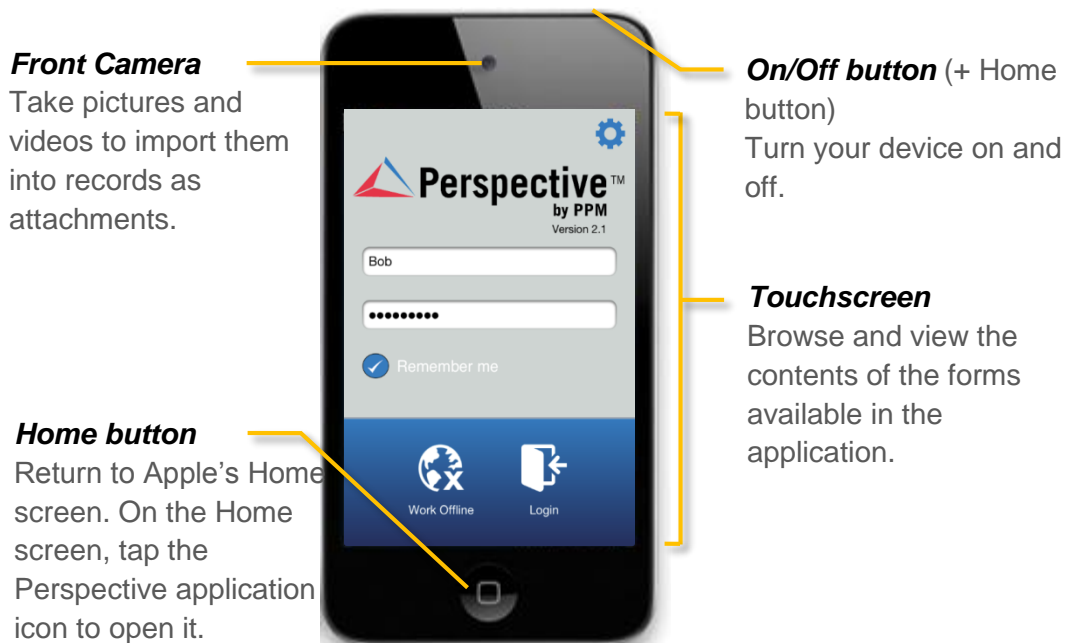 Front Camera
Take pictures and
videos to import them
into records as
attachments.
On/Off button (+ Home
button)
Turn your device on and
off.
Perspective™
by PPM
Version 2.1
Bob
•••••••••
Remember me
Touchscreen
Browse and view the
contents of the forms
available in the
application.
Home button
Return to Apple’s Home
screen. On the Home
screen, tap the
Perspective application
icon to open it.
Work Offline
Login